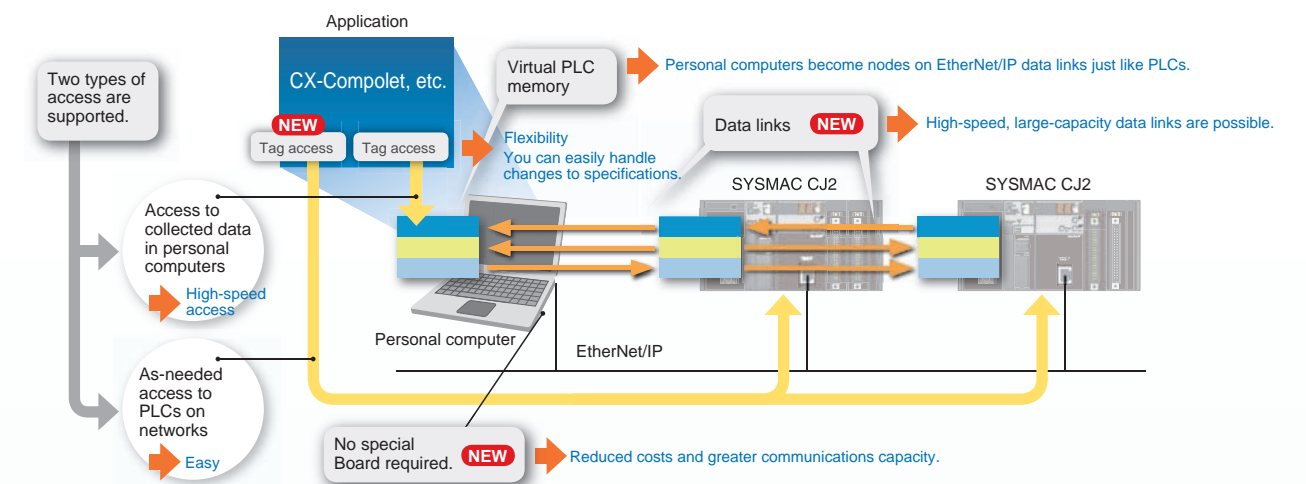 Application
Two types of
access are
supported.
CX-Compolet, etc.
NEW
Tag access
Tag access
Virtual PLC
memory
Personal computers become nodes on EtherNet/IP data links just like PLCs.
Flexibility
You can easily handle
changes to specifications.
Data links NEW
High-speed, large-capacity data links are possible.
SYSMAC CJ2
SYSMAC CJ2
Access to
collected data
in personal
computers
High-speed
access
Personal computer
EtherNet/IP
As-needed
access to
PLCs on
networks
Easy
No special
Board required. NEW
Reduced costs and greater communications capacity.